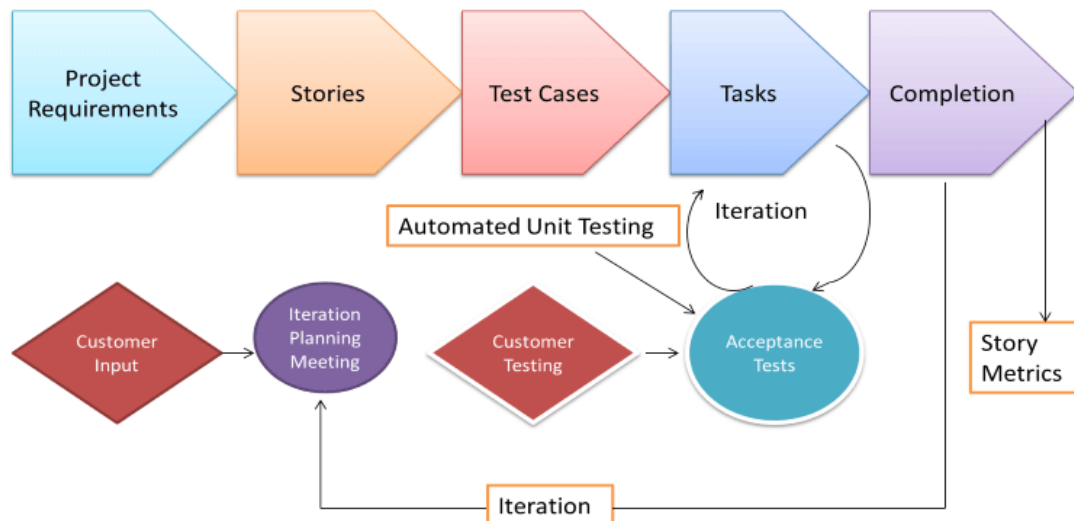 Project
Requirements
Stories
Test Cases
Tasks
Completion
Automated Unit Testing
Iteration
Customer
Input
Iteration
Planning
Meeting
Customer
Testing
Acceptance
Tests
Story
Metrics
Iteration